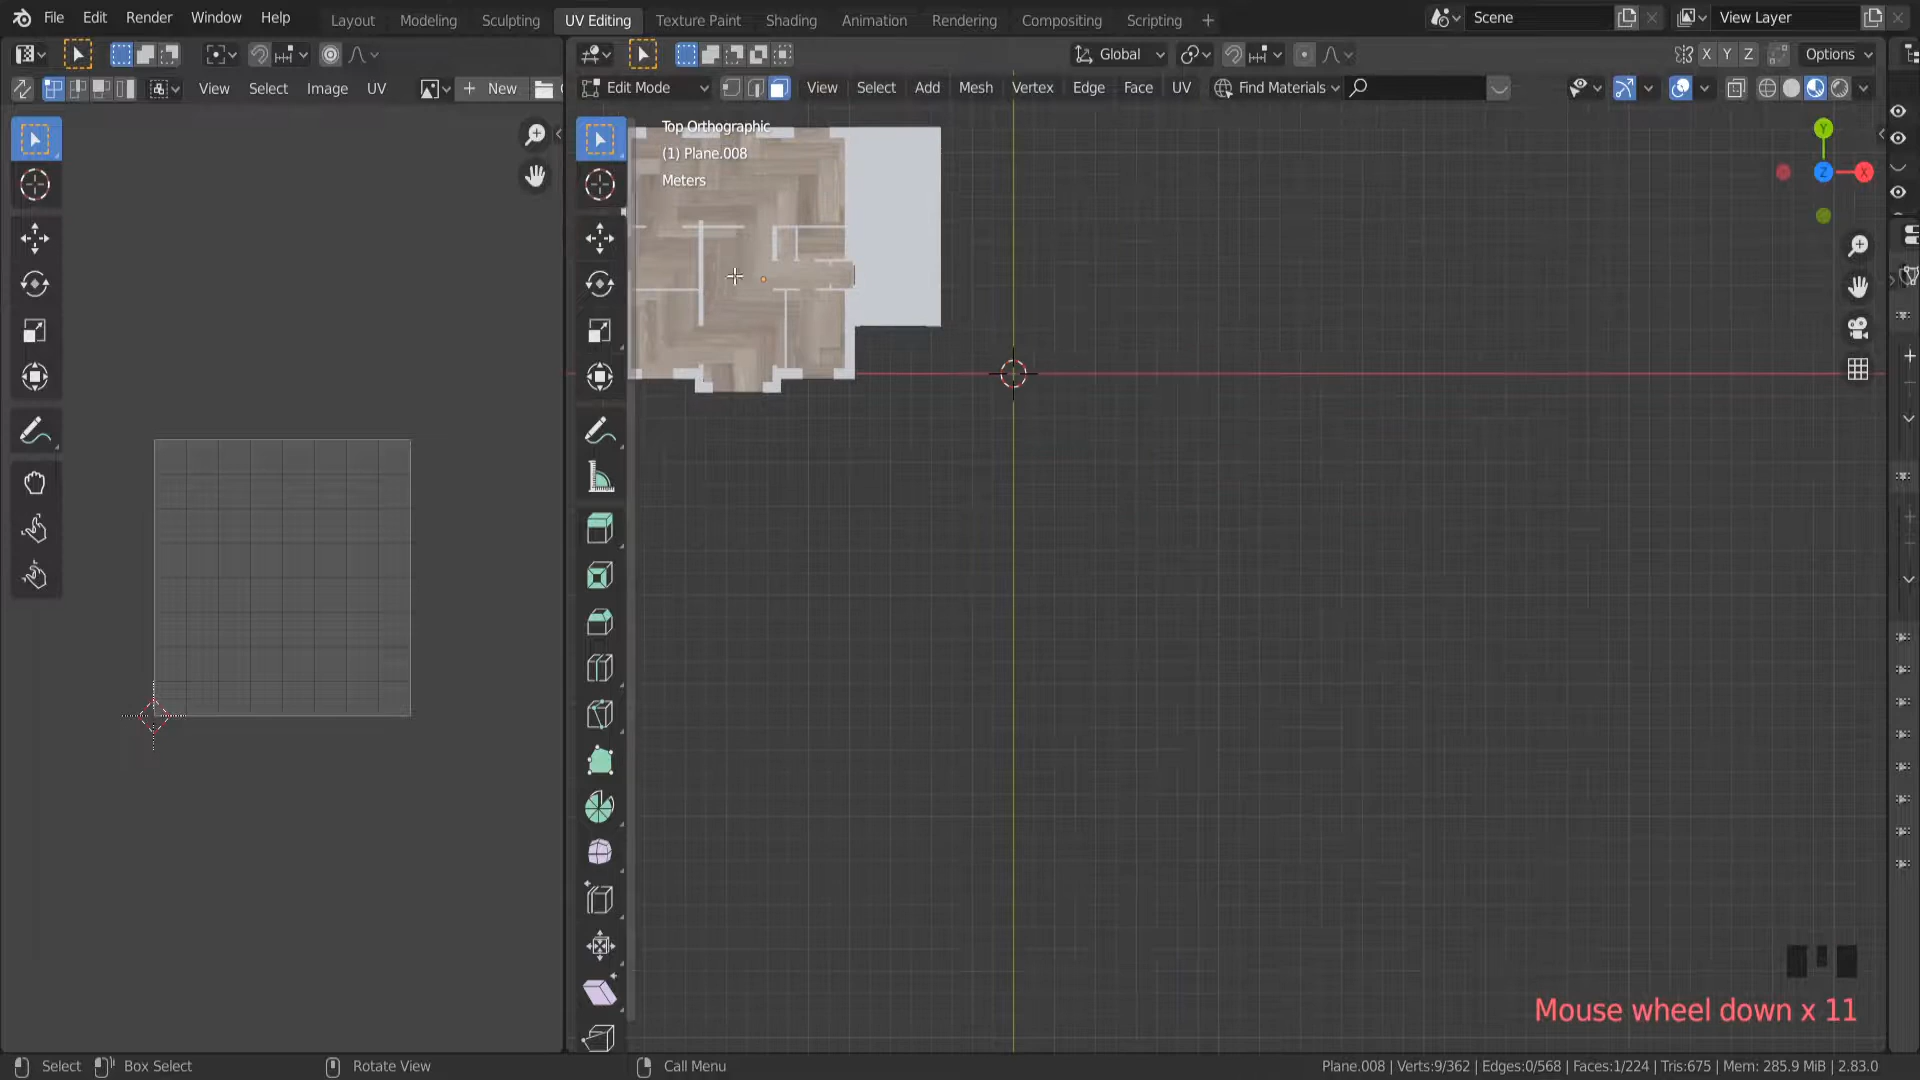 File Edit Render Window Help Layout Modeling Sculpting UV Editing Texture Paint Shading Animation Rendering Compositing Scripting + Scene View Layer
Global X Y Z Options
View Select Image UV + New Edit Mode View Select Add Mesh Vertex Edge Face UV Find Materials
Top Orthographic
(1) Plane.008
Meters
Y
Z X
Mouse wheel down x 11
Select Box Select Rotate View Call Menu Plane.008 | Verts:9/362 | Edges:0/568 | Faces:1/224 | Tris:675 | Mem: 285.9 MiB | 2.83.0